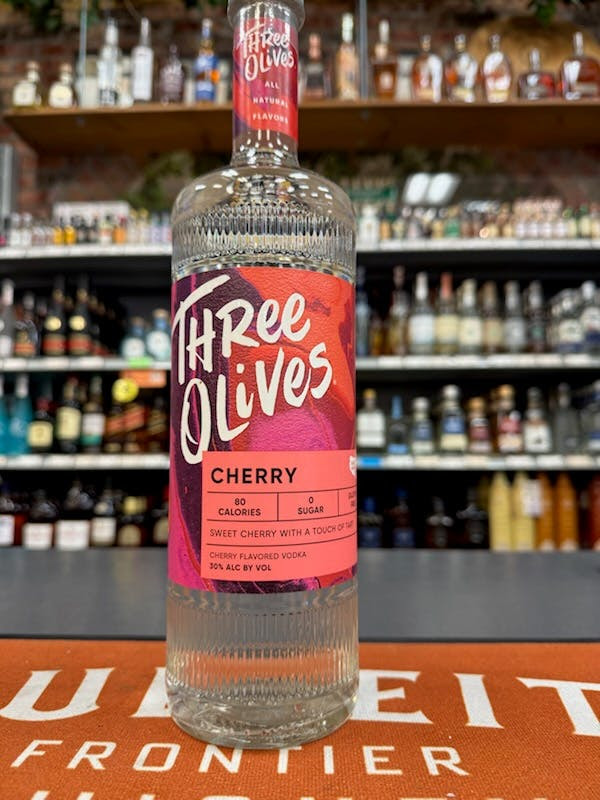 THREE
OLIVES
ALL
NATURAL
FLAVORS
THREE
OLIVES
CHERRY
80
CALORIES
0
SUGAR
SWEET CHERRY WITH A TOUCH OF
CHERRY FLAVORED VODKA
30% ALC BY VOL
FRONTIER